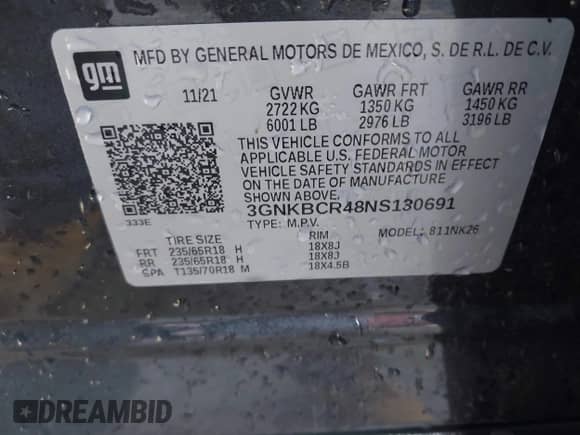 gm
MFD BY GENERAL MOTORS DE MEXICO, S. DE R.L. DE C.V.
11/21 GVWR GAWR FRT GAWR RR
2722 KG 1350 KG 1450 KG
6001 LB 2976 LB 3196 LB
THIS VEHICLE CONFORMS TO ALL
APPLICABLE U.S. FEDERAL MOTOR
VEHICLE SAFETY STANDARDS IN EFFECT
ON THE DATE OF MANUFACTURE
SHOWN ABOVE.
333E 3GNKBCR48NS130691
TYPE: M.P.V. MODEL: 811NK26
TIRE SIZE RIM
FRT 235/65R18 H 18X8J
RR 235/65R18 H 18X8J
SPA T135/70R18 M 18X4.5B
DREAMBID